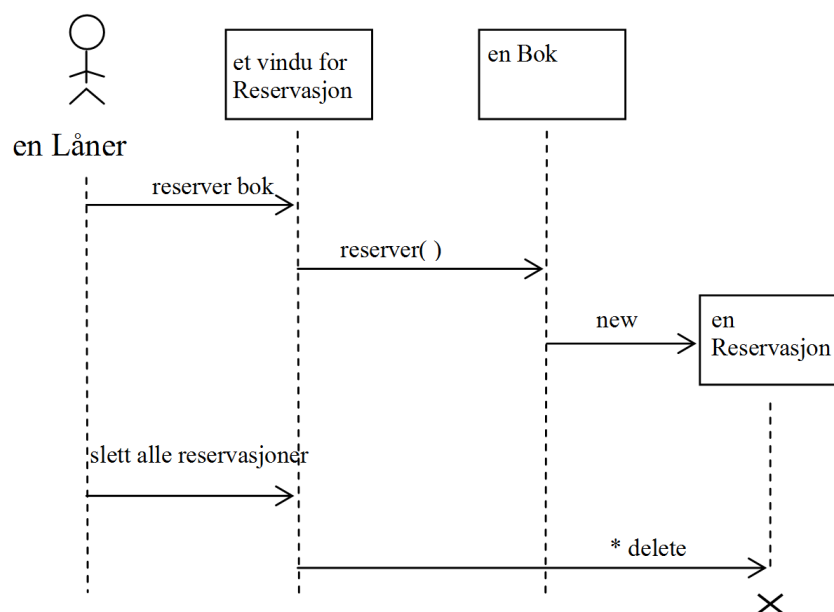 et vindu for
Reservasjon
en Bok
en Låner
reserver bok
reserver( )
new
en
Reservasjon
slett alle reservasjoner
* delete